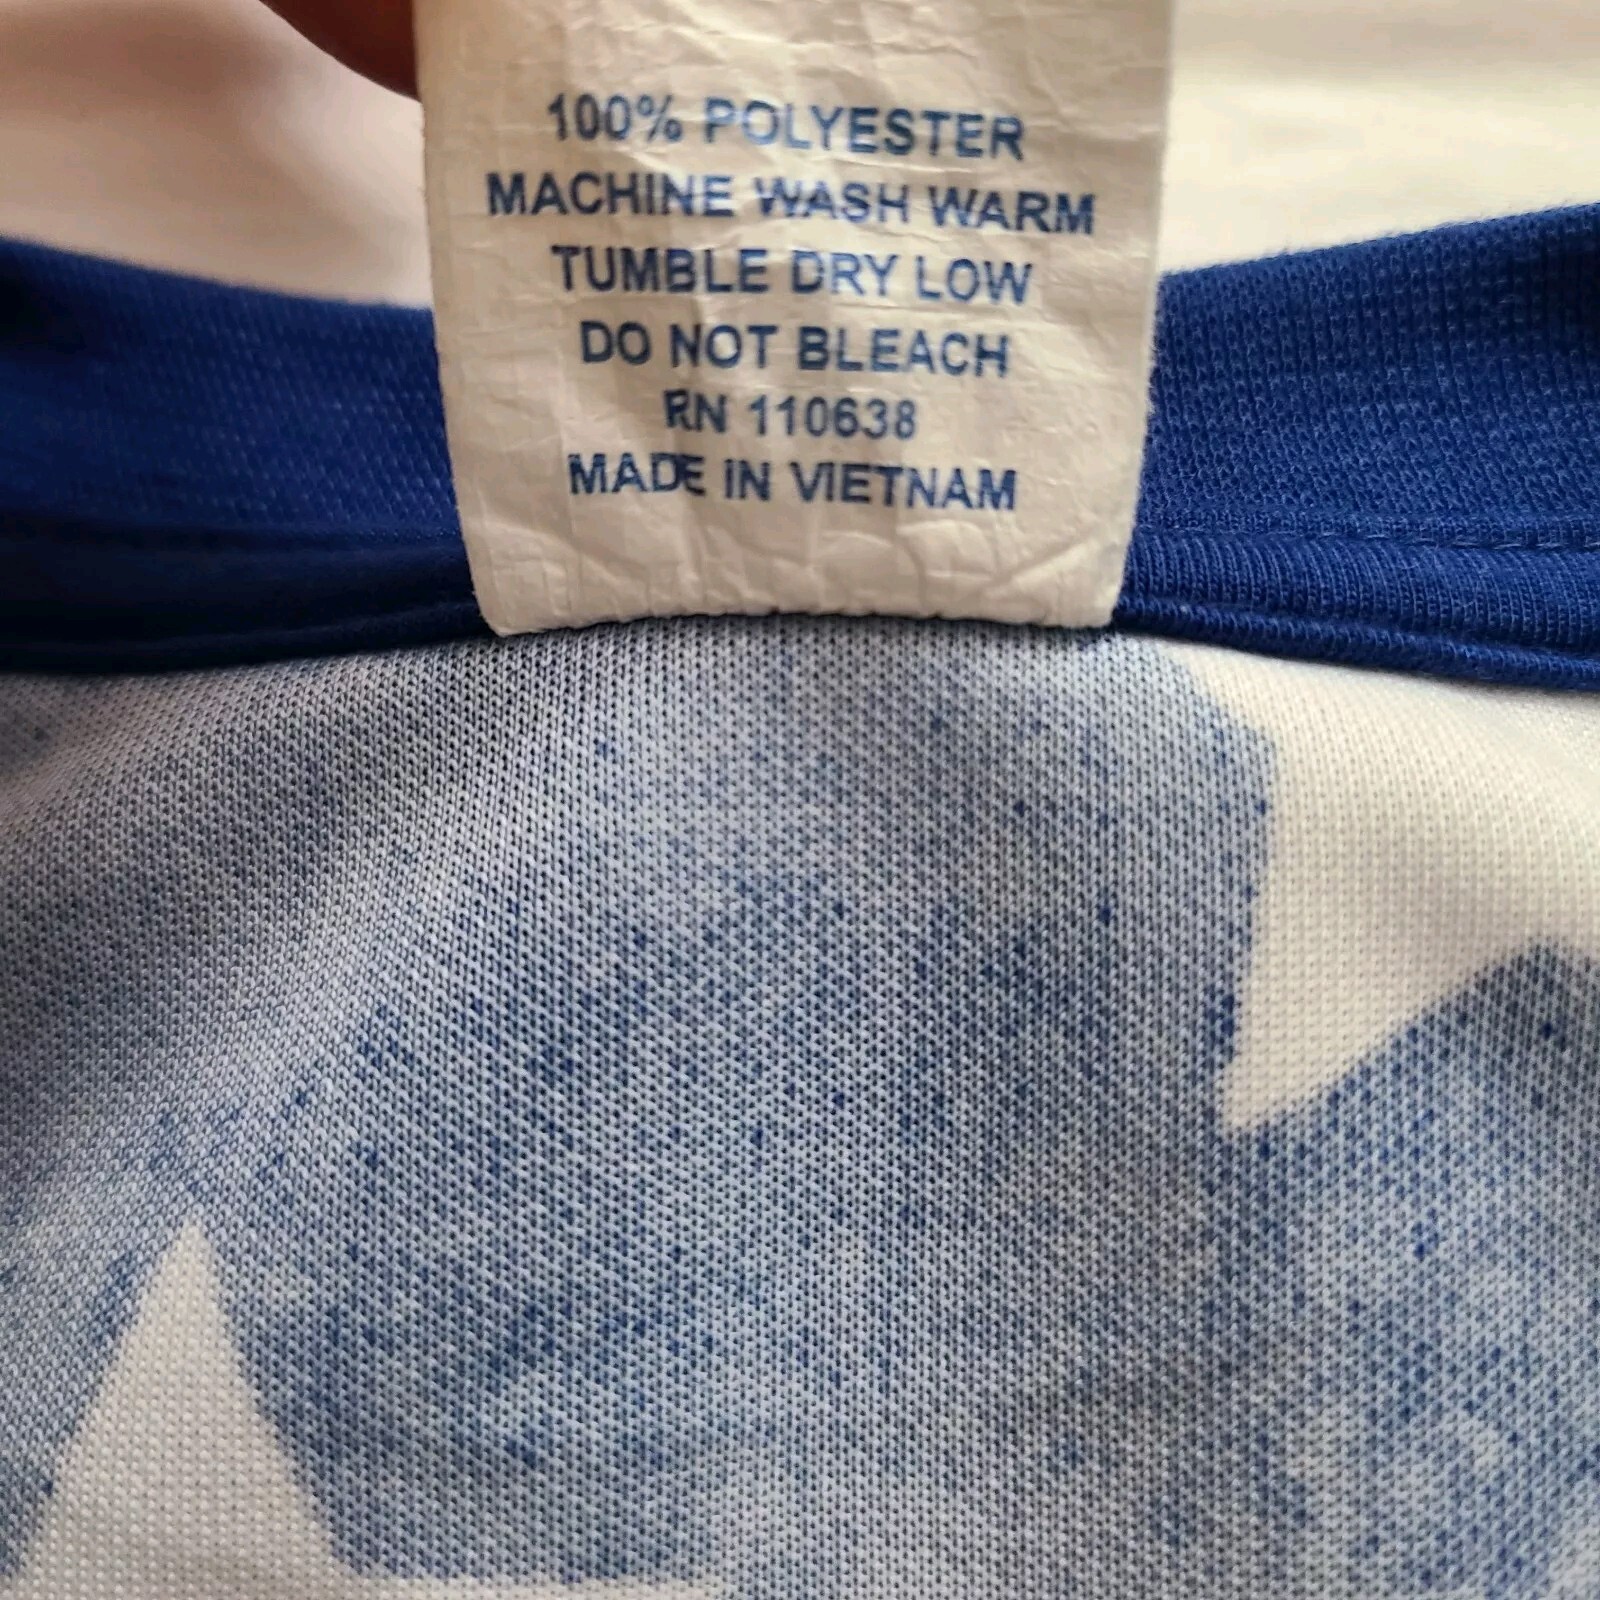 100% POLYESTER
MACHINE WASH WARM
TUMBLE DRY LOW
DO NOT BLEACH
RN 110638
MADE IN VIETNAM